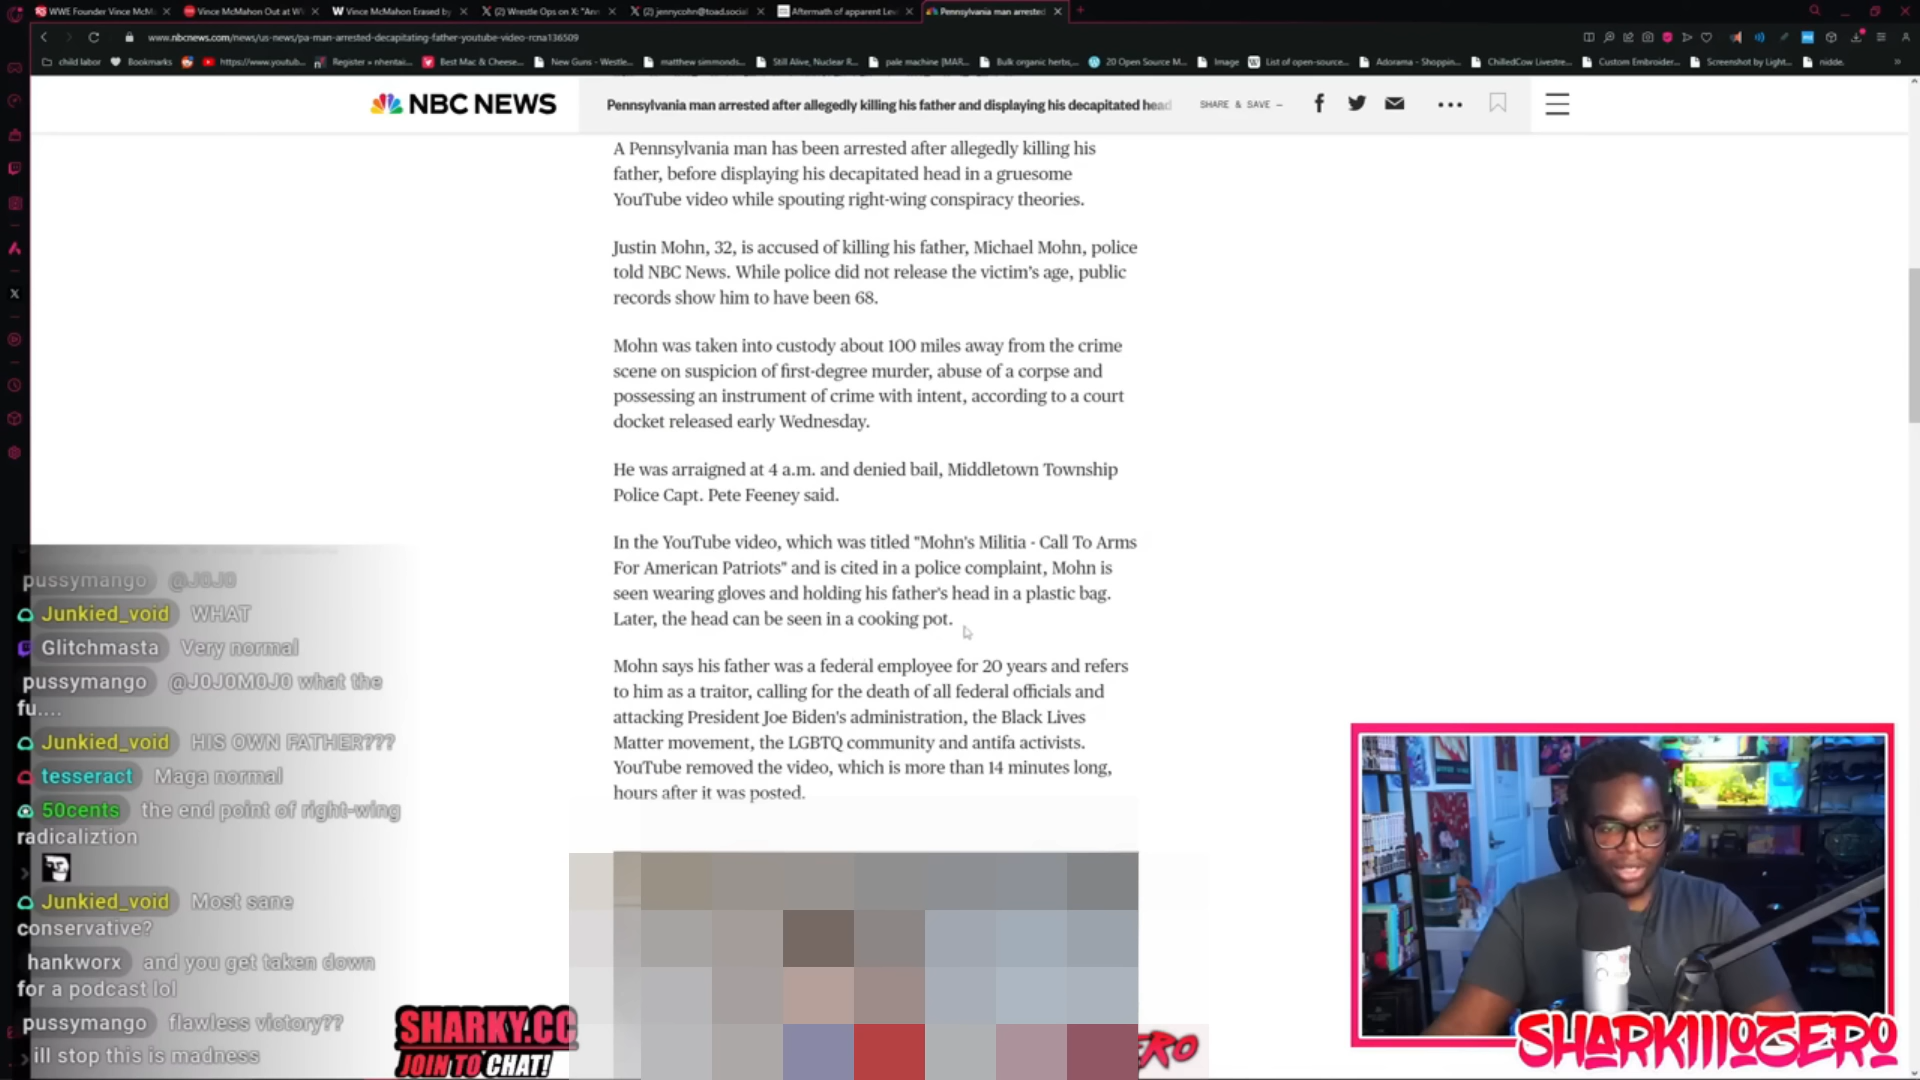 WWE Founder Vince McM
Vince McMahon Out at W
Vince McMahon Erased by
(2) Wrestle Ops on X: "An
(2) jennycohn@toad.social
Aftermath of apparent Lev
Pennsylvania man arrested
www.nbcnews.com/news/us-news/pa-man-arrested-decapitating-father-youtube-video-rcna136509
child labor
Bookmarks
https://www.youtub...
Register » nhentai...
Best Mac & Cheese...
New Guns - Westle...
matthew simmonds...
Still Alive, Nuclear R...
pale machine [MAR...
Bulk organic herbs,...
20 Open Source M...
Image
List of open-source...
Adorama - Shoppin...
ChilledCow Livestre...
Custom Embroider...
Screenshot by Light...
nidde.
NBC NEWS
Pennsylvania man arrested after allegedly killing his father and displaying his decapitated head
SHARE & SAVE –
A Pennsylvania man has been arrested after allegedly killing his
father, before displaying his decapitated head in a gruesome
YouTube video while spouting right-wing conspiracy theories.
Justin Mohn, 32, is accused of killing his father, Michael Mohn, police
told NBC News. While police did not release the victim's age, public
records show him to have been 68.
Mohn was taken into custody about 100 miles away from the crime
scene on suspicion of first-degree murder, abuse of a corpse and
possessing an instrument of crime with intent, according to a court
docket released early Wednesday.
He was arraigned at 4 a.m. and denied bail, Middletown Township
Police Capt. Pete Feeney said.
In the YouTube video, which was titled “Mohn's Militia - Call To Arms
For American Patriots” and is cited in a police complaint, Mohn is
seen wearing gloves and holding his father's head in a plastic bag.
Later, the head can be seen in a cooking pot.
Mohn says his father was a federal employee for 20 years and refers
to him as a traitor, calling for the death of all federal officials and
attacking President Joe Biden's administration, the Black Lives
Matter movement, the LGBTQ community and antifa activists.
YouTube removed the video, which is more than 14 minutes long,
hours after it was posted.
pussymango @J0J0
Junkied_void WHAT
Glitchmasta Very normal
pussymango @J0J0M0J0 what the
fu....
Junkied_void HIS OWN FATHER???
tesseract Maga normal
50cents the end point of right-wing
radicaliztion
Junkied_void Most sane
conservative?
hankworx and you get taken down
for a podcast lol
pussymango flawless victory??
ill stop this is madness
SHARKY.CC
JOIN TO CHAT!
ERO
SHARKIIIOZERO